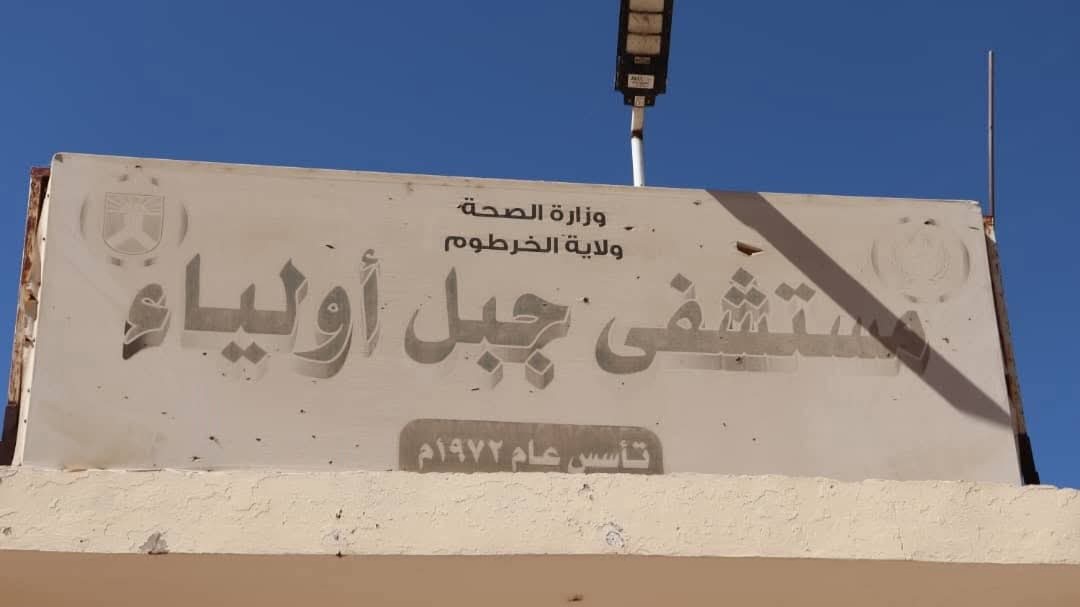 وزارة الصحة
ولاية الخرطوم
مستشفى جبل أولياء
تأسس عام ١٩٧٢م